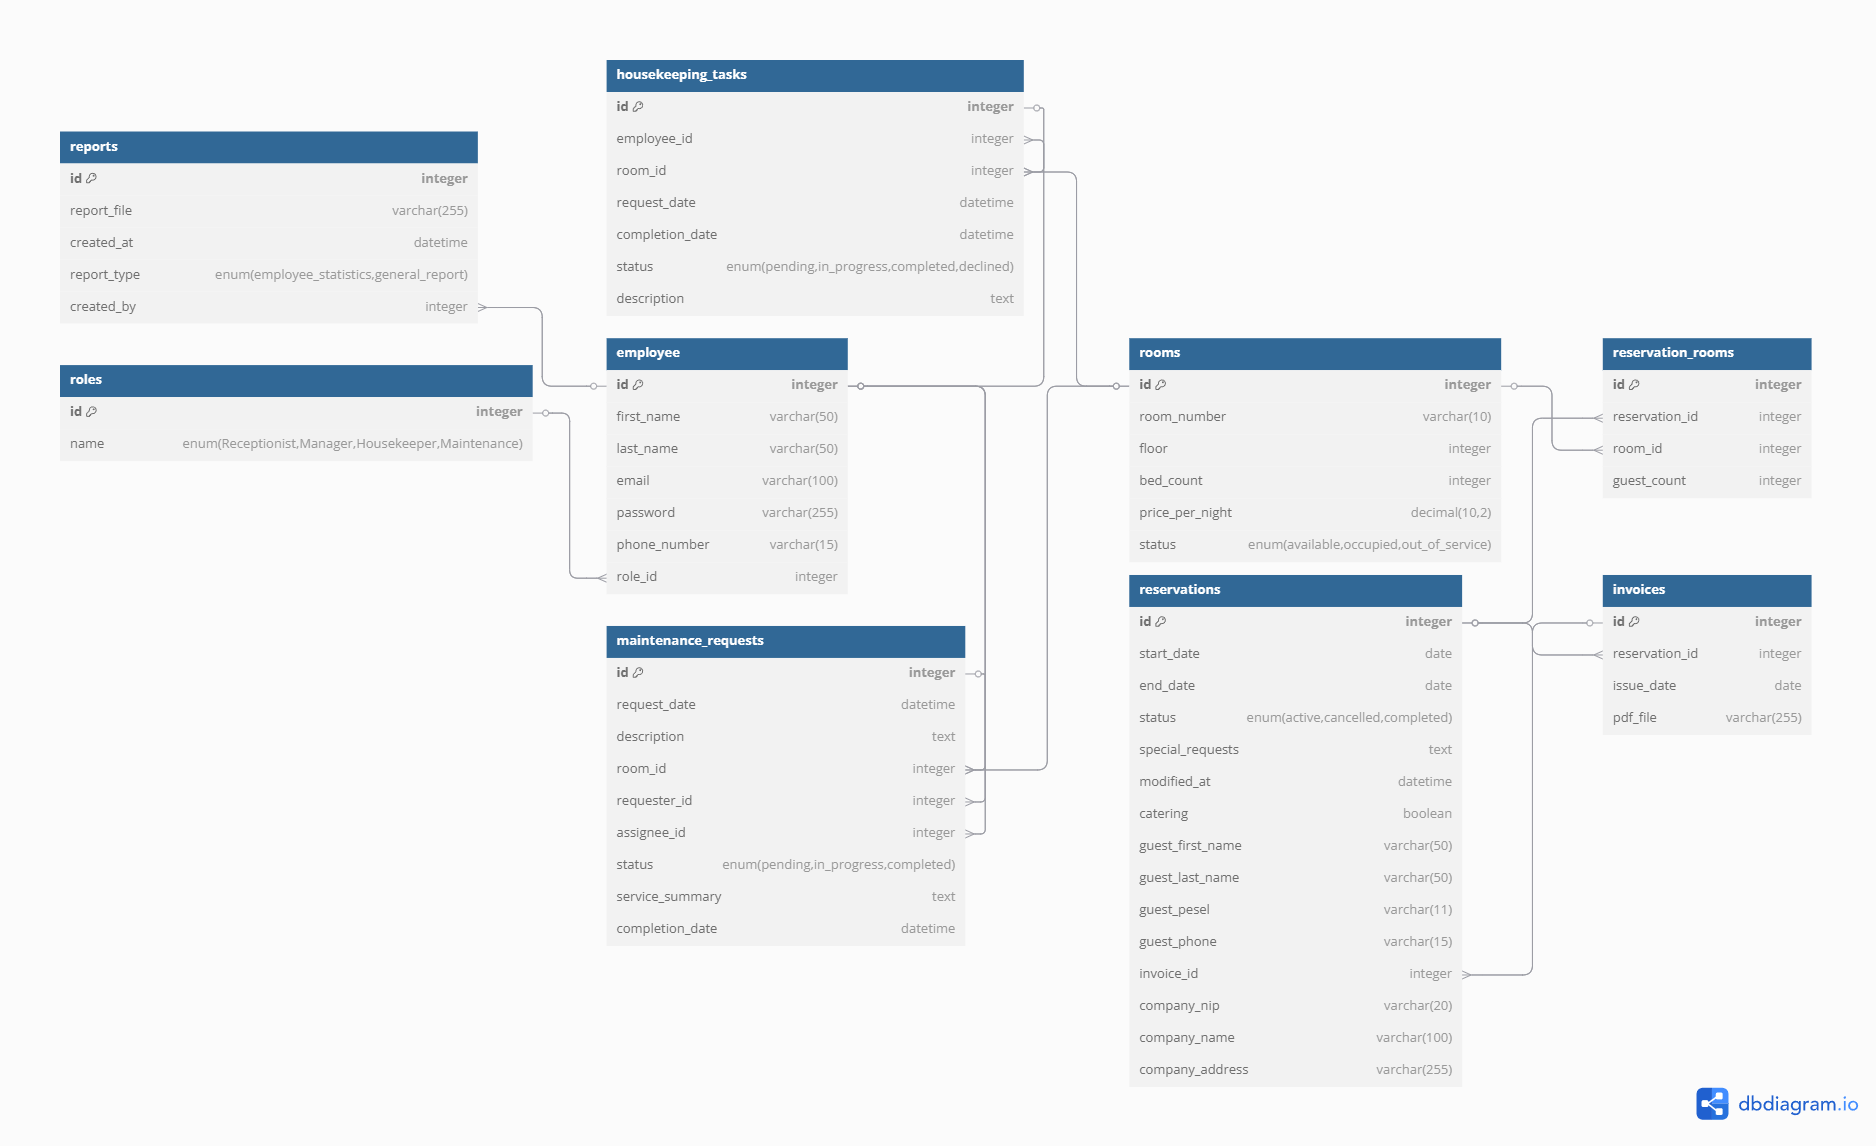 housekeeping_tasks
id integer
employee_id integer
room_id integer
request_date datetime
completion_date datetime
status enum(pending,in_progress,completed,declined)
description text
reports
id integer
report_file varchar(255)
created_at datetime
report_type enum(employee_statistics,general_report)
created_by integer
roles
id integer
name enum(Receptionist,Manager,Housekeeper,Maintenance)
employee
id integer
first_name varchar(50)
last_name varchar(50)
email varchar(100)
password varchar(255)
phone_number varchar(15)
role_id integer
maintenance_requests
id integer
request_date datetime
description text
room_id integer
requester_id integer
assignee_id integer
status enum(pending,in_progress,completed)
service_summary text
completion_date datetime
rooms
id integer
room_number varchar(10)
floor integer
bed_count integer
price_per_night decimal(10,2)
status enum(available,occupied,out_of_service)
reservations
id integer
start_date date
end_date date
status enum(active,cancelled,completed)
special_requests text
modified_at datetime
catering boolean
guest_first_name varchar(50)
guest_last_name varchar(50)
guest_pesel varchar(11)
guest_phone varchar(15)
invoice_id integer
company_nip varchar(20)
company_name varchar(100)
company_address varchar(255)
reservation_rooms
id integer
reservation_id integer
room_id integer
guest_count integer
invoices
id integer
reservation_id integer
issue_date date
pdf_file varchar(255)
dbdiagram.io